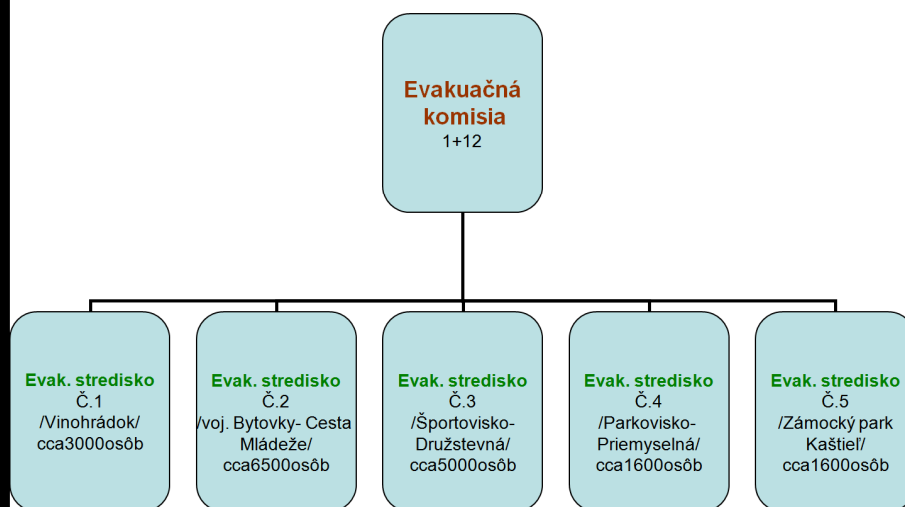 Evakuačná
komisia
1+12
Evak. stredisko
Č.1
/Vinohrádok/
cca3000osôb
Evak. stredisko
Č.2
/voj. Bytovky- Cesta
Mládeže/
cca6500osôb
Evak. stredisko
Č.3
/Športovisko-
Družstevná/
cca5000osôb
Evak. stredisko
Č.4
/Parkovisko-
Priemyselná/
cca1600osôb
Evak. stredisko
Č.5
/Zámocký park
Kaštieľ/
cca1600osôb